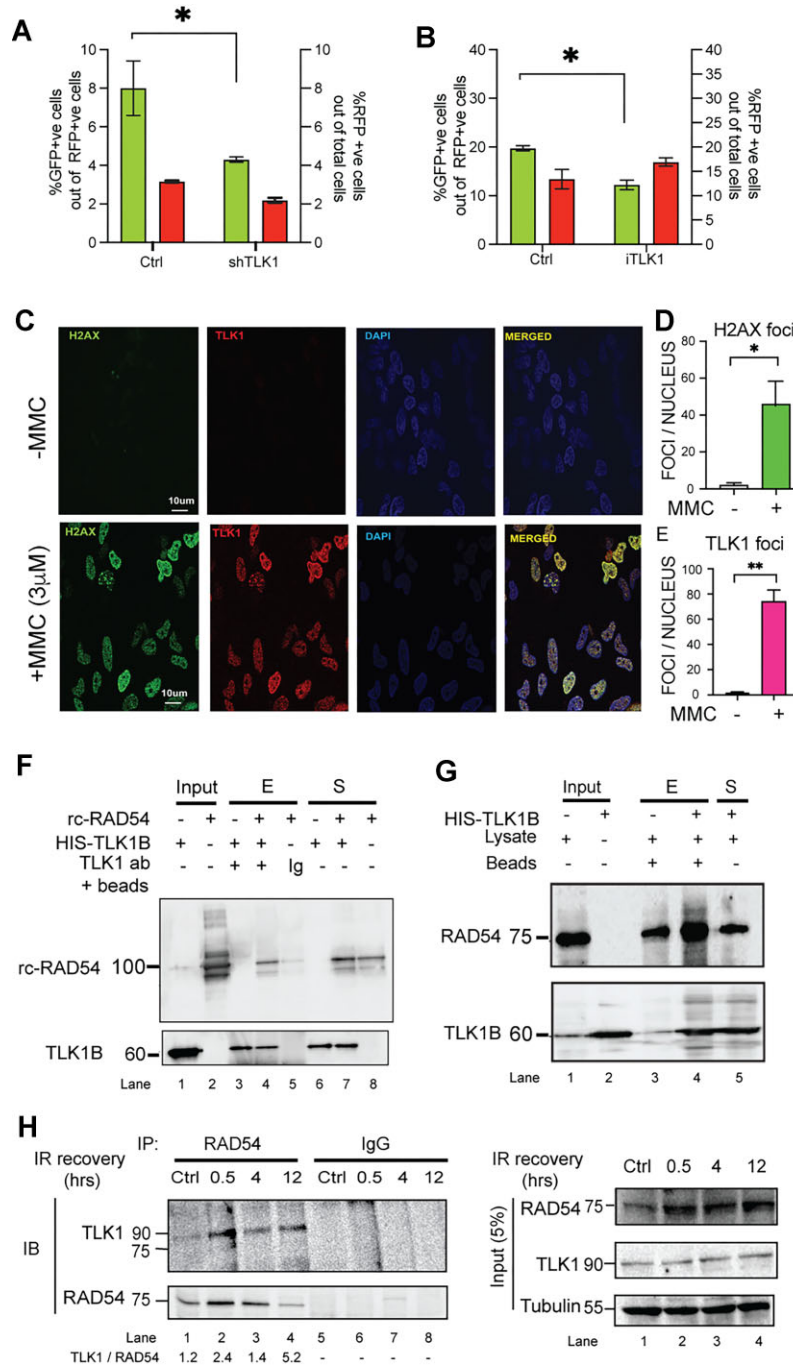 A
*
%GFP+ve cells
out of RFP+ve cells
10
8
6
4
2
0
Ctrl
shTLK1
10
8
6
4
2
0
%RFP +ve cells
out of total cells
B
*
%GFP+ve cells
out of RFP+ve cells
40
30
20
10
0
Ctrl
iTLK1
40
35
30
25
20
15
10
5
0
%RFP +ve cells
out of total cells
C
-MMC
H2AX
10um
TLK1
DAPI
MERGED
+MMC (3µM)
H2AX
10um
TLK1
DAPI
MERGED
D
H2AX foci
*
FOCI / NUCLEUS
80
60
40
20
0
MMC - +
E
TLK1 foci
**
FOCI / NUCLEUS
100
80
60
40
20
0
MMC - +
F
Input E S
rc-RAD54 - + - + + - + +
HIS-TLK1B + - + + - + + -
TLK1 ab - - + + Ig - - -
+ beads
rc-RAD54 100
TLK1B 60
Lane 1 2 3 4 5 6 7 8
G
Input E S
HIS-TLK1B - + - + +
Lysate + - + + +
Beads - - + + -
RAD54 75
TLK1B 60
Lane 1 2 3 4 5
H
IP: RAD54 IgG
IR recovery
(hrs)
Ctrl 0.5 4 12 Ctrl 0.5 4 12
IB
TLK1 90
75
RAD54 75
Lane 1 2 3 4 5 6 7 8
TLK1 / RAD54 1.2 2.4 1.4 5.2 - - - -
IR recovery
(hrs)
Ctrl 0.5 4 12
Input (5%)
RAD54 75
TLK1 90
Tubulin 55
Lane 1 2 3 4